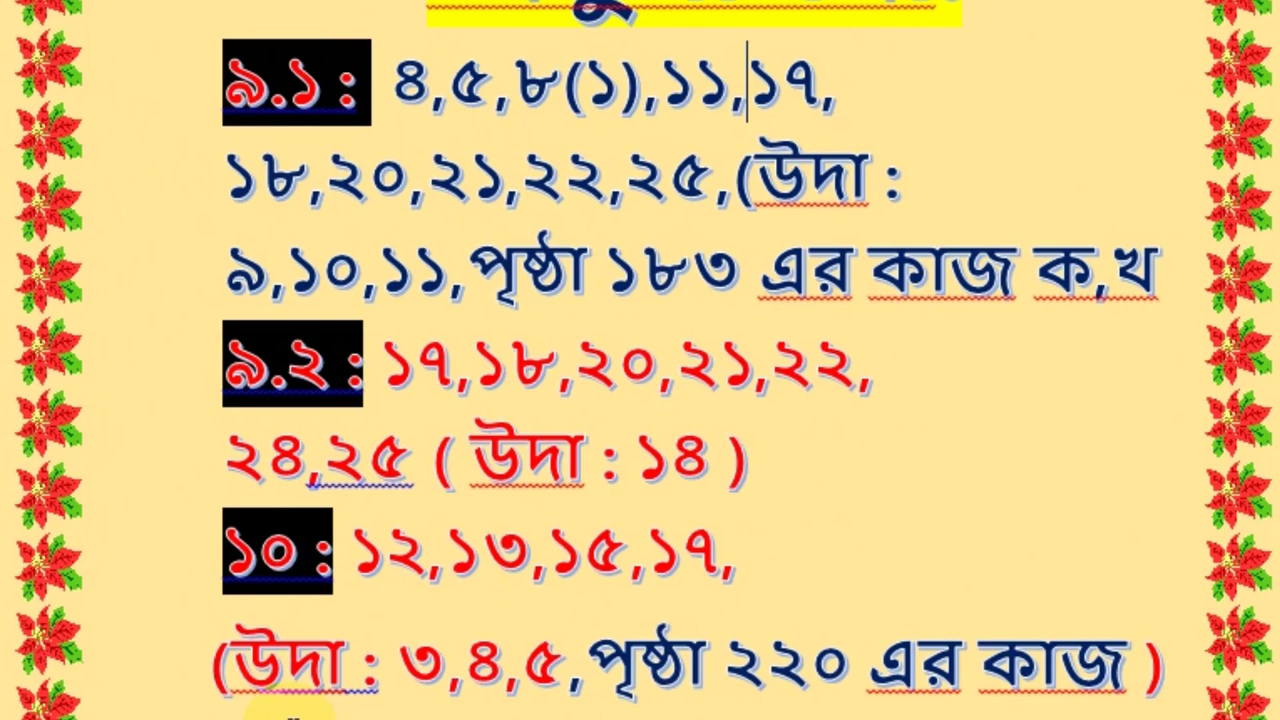 ৯.১ : ৪,৫,৮(১),১১,১৭,
১৮,২০,২১,২২,২৫,(উদা :
৯,১০,১১,পৃষ্ঠা ১৮৩ এর কাজ ক,খ
৯.২ : ১৭,১৮,২০,২১,২২,
২৪,২৫ ( উদা : ১৪ )
১০ : ১২,১৩,১৫,১৭,
(উদা : ৩,৪,৫,পৃষ্ঠা ২২০ এর কাজ )